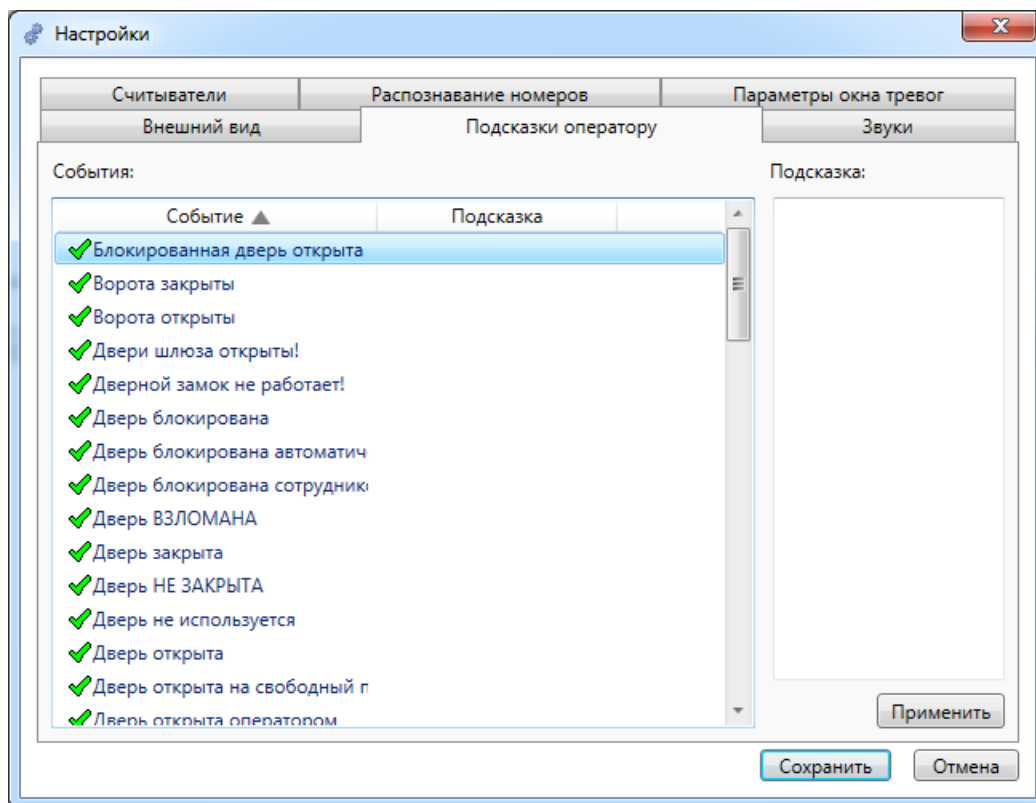 Настройки
Считыватели
Распознавание номеров
Параметры окна тревог
Внешний вид
Подсказки оператору
Звуки
События:
Подсказка:
Событие
Подсказка
Блокированная дверь открыта
Ворота закрыты
Ворота открыты
Двери шлюза открыты!
Дверной замок не работает!
Дверь блокирована
Дверь блокирована автоматич
Дверь блокирована сотрудник
Дверь ВЗЛОМАНА
Дверь закрыта
Дверь НЕ ЗАКРЫТА
Дверь не используется
Дверь открыта
Дверь открыта на свободный п
Дверь открыта оператором
Применить
Сохранить
Отмена